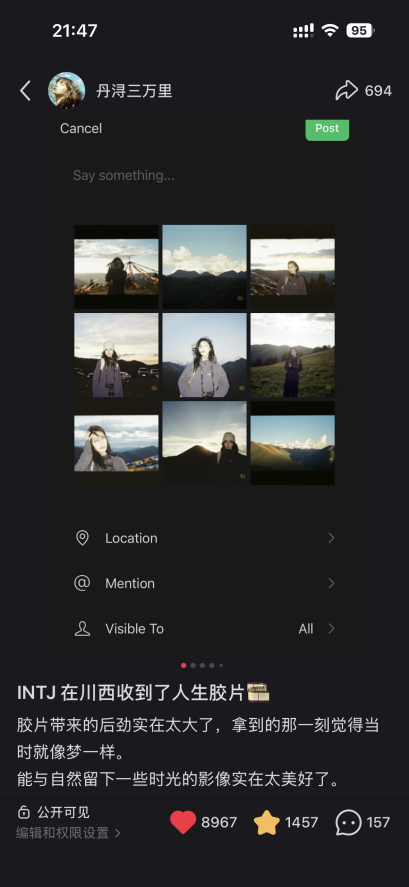 21:47
95
丹浔三万里
694
Cancel
Post
Say something...
Location
Mention
Visible To
All
INTJ 在川西收到了人生胶片
胶片带来的后劲实在太大了，拿到的那一刻觉得当
时就像梦一样。
能与自然留下一些时光的影像实在太美好了。
公开可见
编辑和权限设置
8967
1457
157